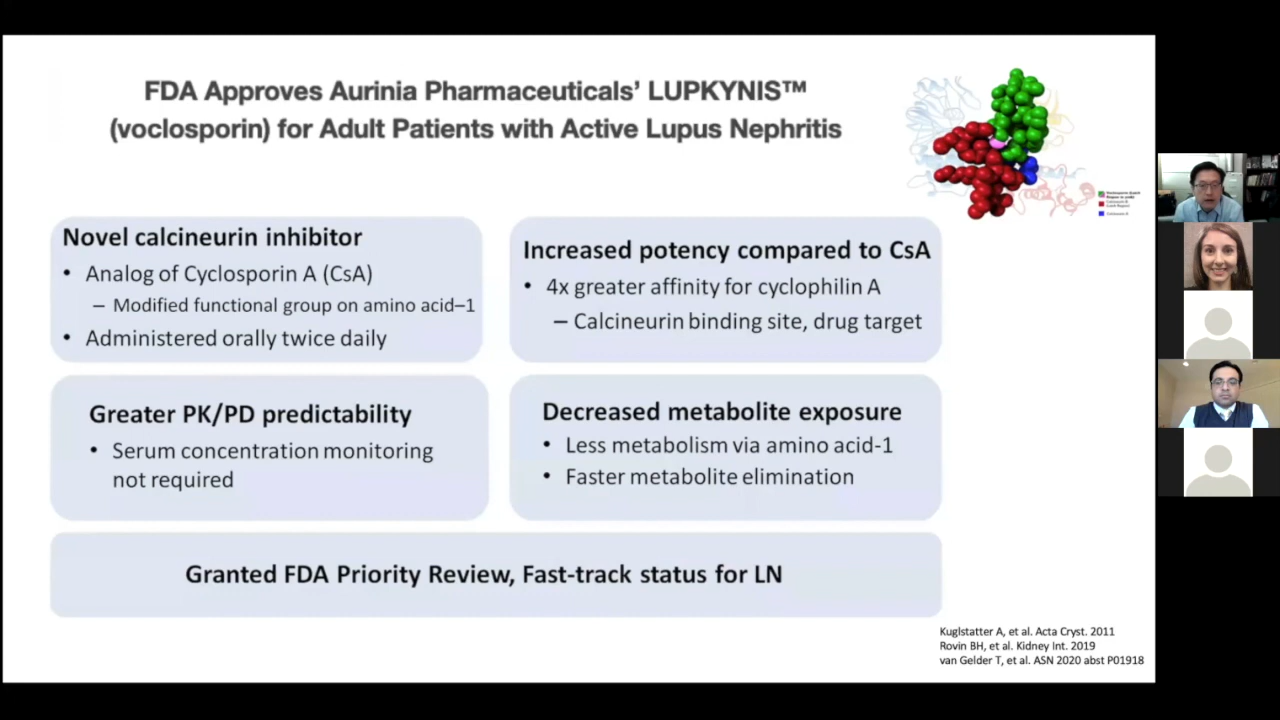 FDA Approves Aurinia Pharmaceuticals' LUPKYNIS™
(voclosporin) for Adult Patients with Active Lupus Nephritis
Novel calcineurin inhibitor
• Analog of Cyclosporin A (CsA)
– Modified functional group on amino acid–1
• Administered orally twice daily
Increased potency compared to CsA
• 4x greater affinity for cyclophilin A
– Calcineurin binding site, drug target
Greater PK/PD predictability
• Serum concentration monitoring
not required
Decreased metabolite exposure
• Less metabolism via amino acid-1
• Faster metabolite elimination
Granted FDA Priority Review, Fast-track status for LN
Kuglstatter A, et al. Acta Cryst. 2011
Rovin BH, et al. Kidney Int. 2019
van Gelder T, et al. ASN 2020 abst P01918